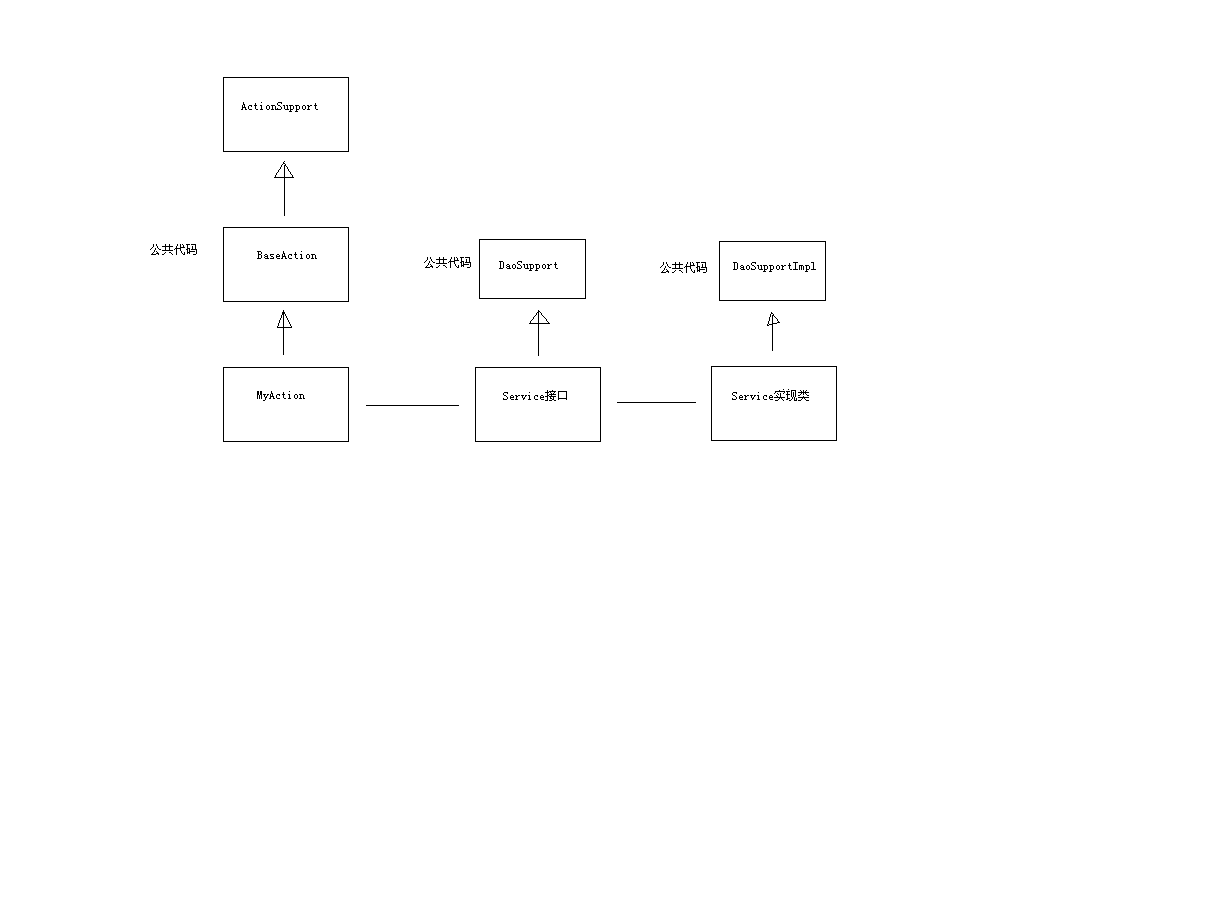 ActionSupport
公共代码
BaseAction
公共代码
DaoSupport
公共代码
DaoSupportImpl
MyAction
Service接口
Service实现类